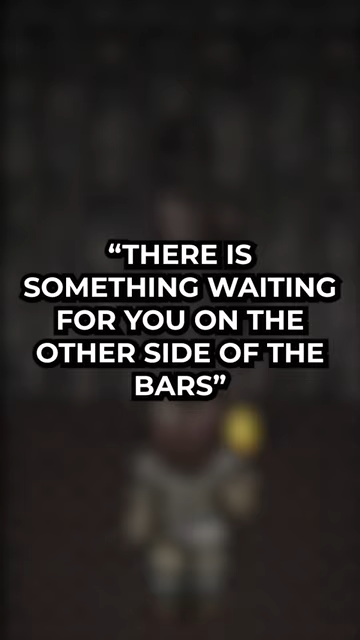 “THERE IS
SOMETHING WAITING
FOR YOU ON THE
OTHER SIDE OF THE
BARS”